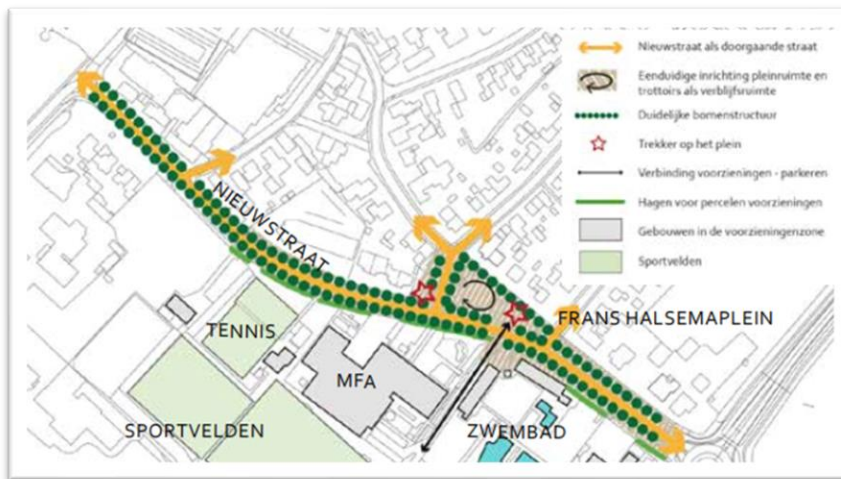 Nieuwstraat als doorgaande straat
Eenduidige inrichting pleinruimte en
trottoirs als verblijfsruimte
Duidelijke bomenstructuur
Trekker op het plein
Verbinding voorzieningen - parkeren
Hagen voor percelen voorzieningen
Gebouwen in de voorzieningenzone
Sportvelden
NIEUWSTRAAT
FRANS HALSEMAPLEIN
TENNIS
MFA
SPORTVELDEN
ZWEMBAD